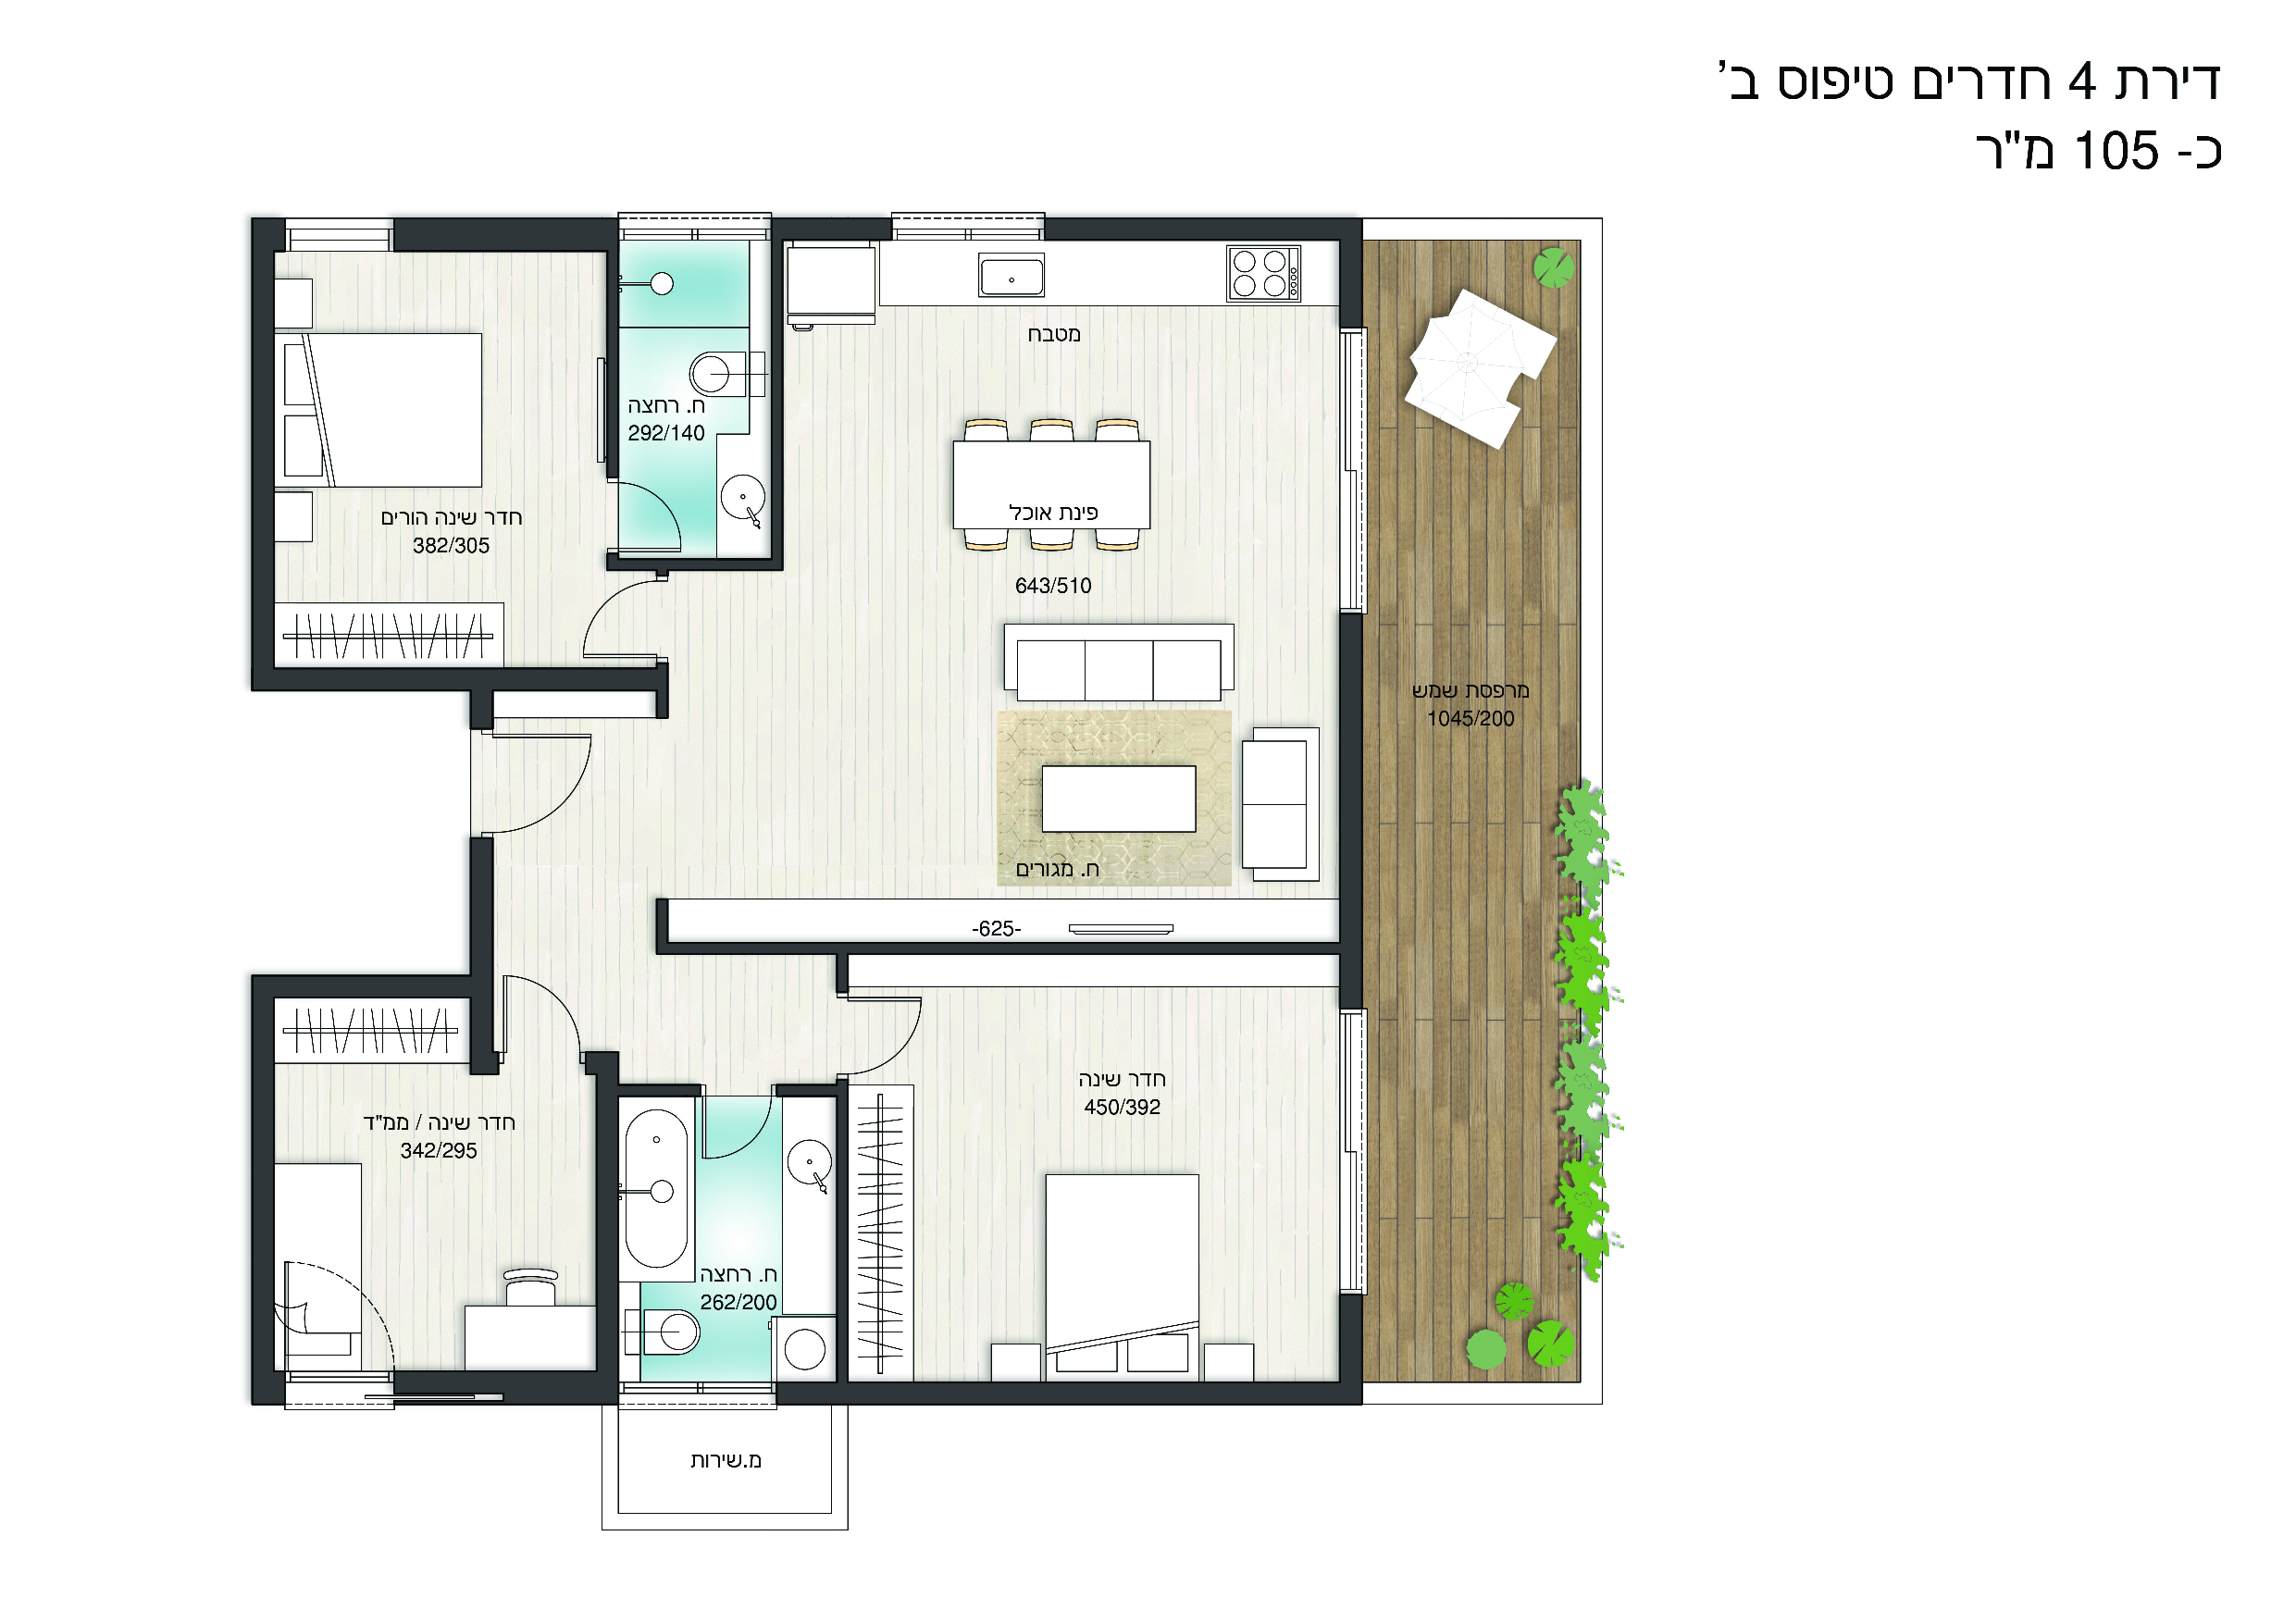 דירת 4 חדרים טיפוס ב'
כ- 105 מ"ר
מטבח
ח. רחצה
292/140
פינת אוכל
חדר שינה הורים
382/305
643/510
מרפסת שמש
1045/200
ח. מגורים
-625-
חדר שינה
450/392
חדר שינה / ממ"ד
342/295
ח. רחצה
262/200
מ.שירות